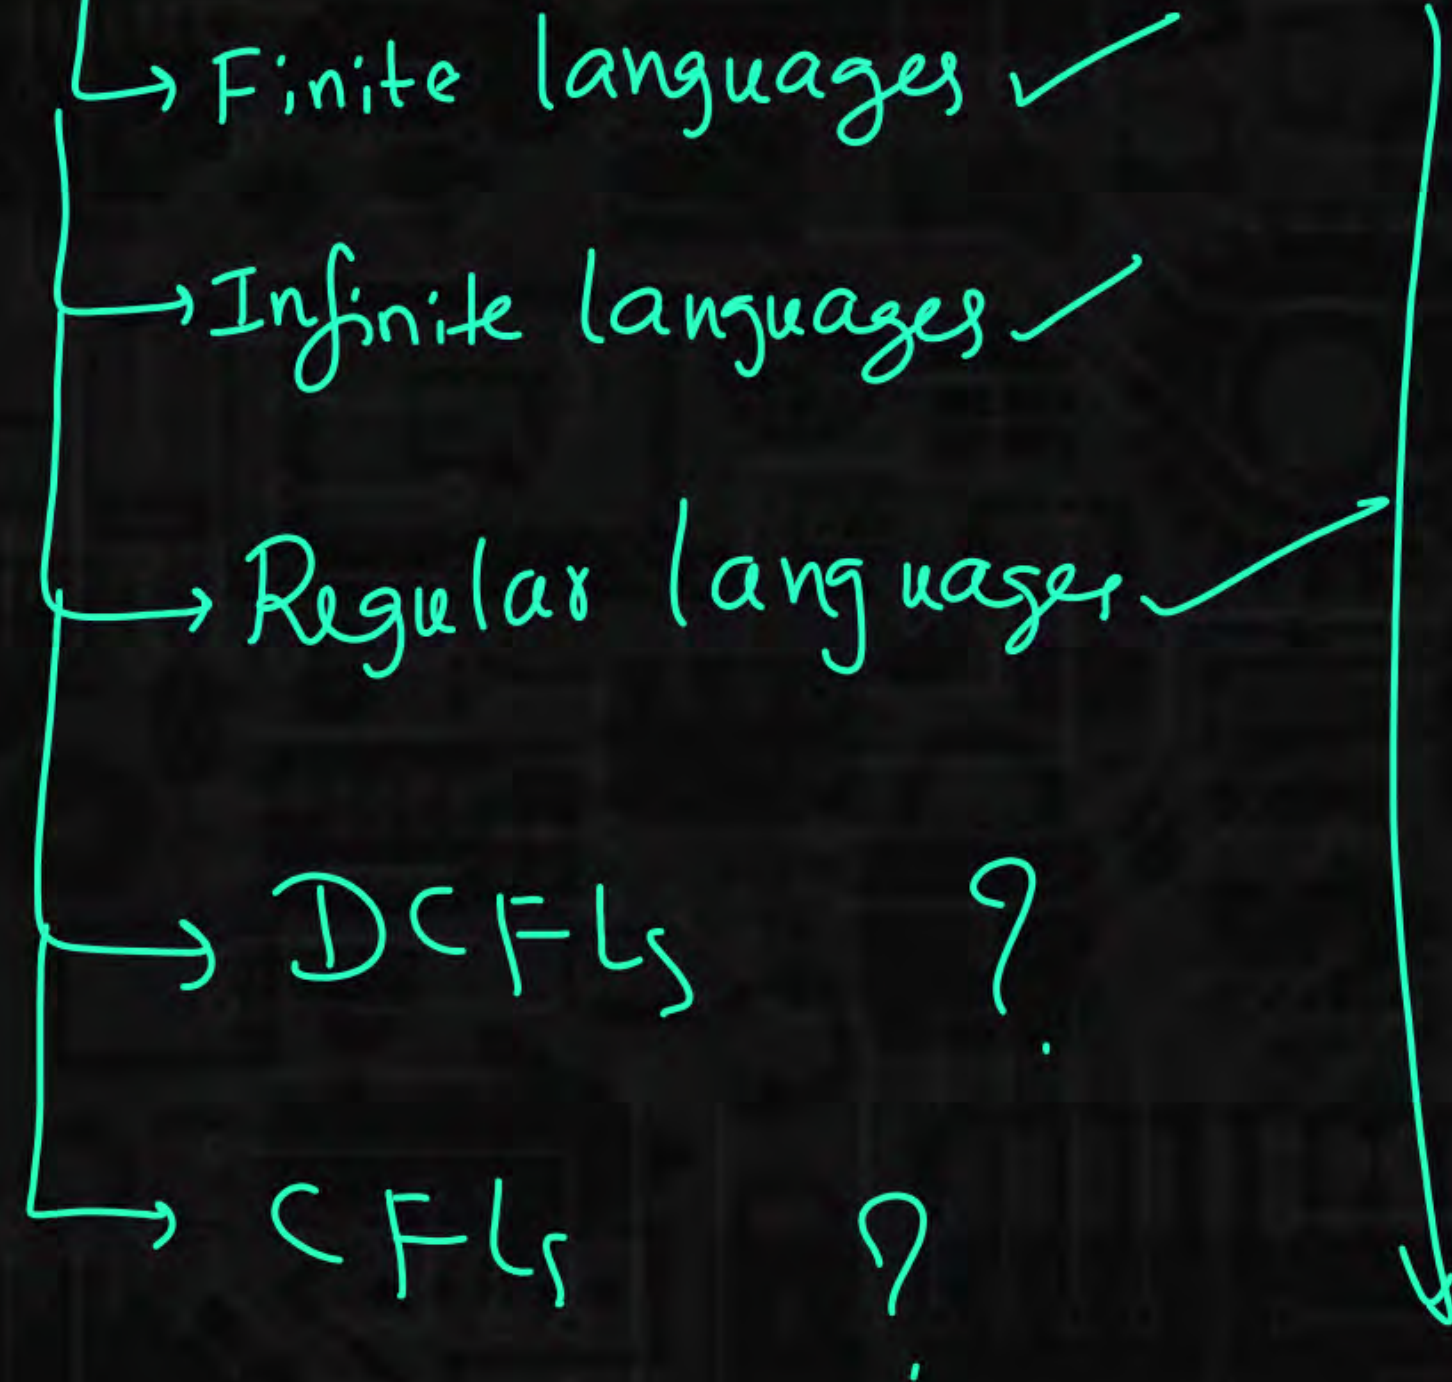 → Finite languages ✓
→ Infinite languages ✓
→ Regular languages ✓
→ DCFLs ?
→ CFLs ?